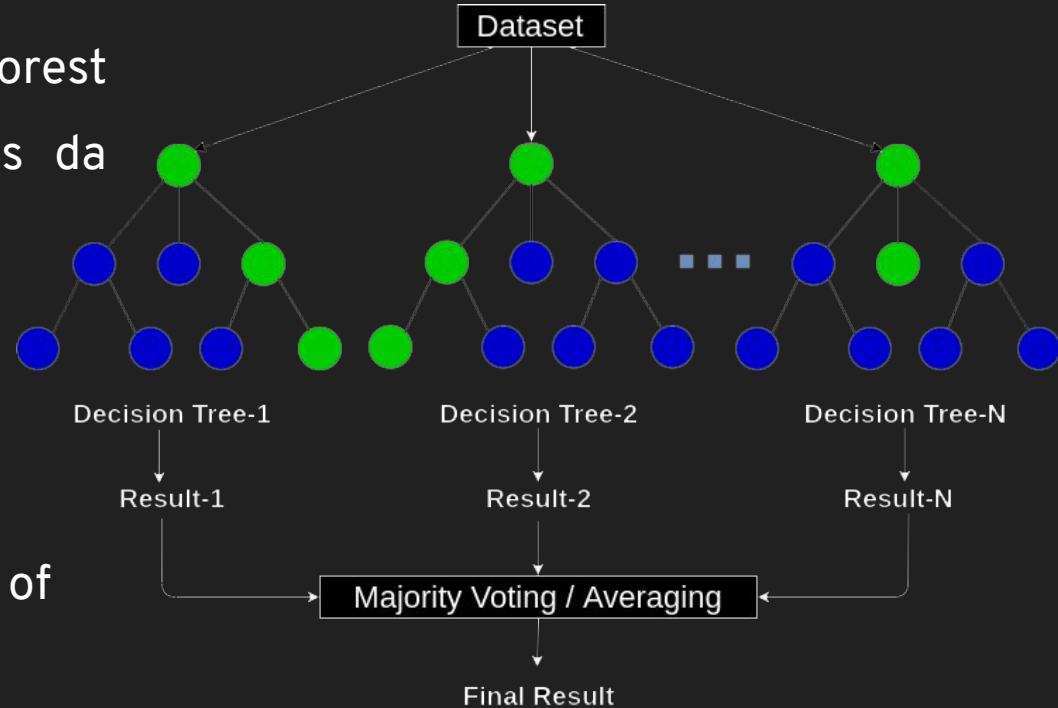 Dataset
orest
s da
Decision Tree-1
Decision Tree-2
Decision Tree-N
Result-1
Result-2
Result-N
of
Majority Voting / Averaging
Final Result